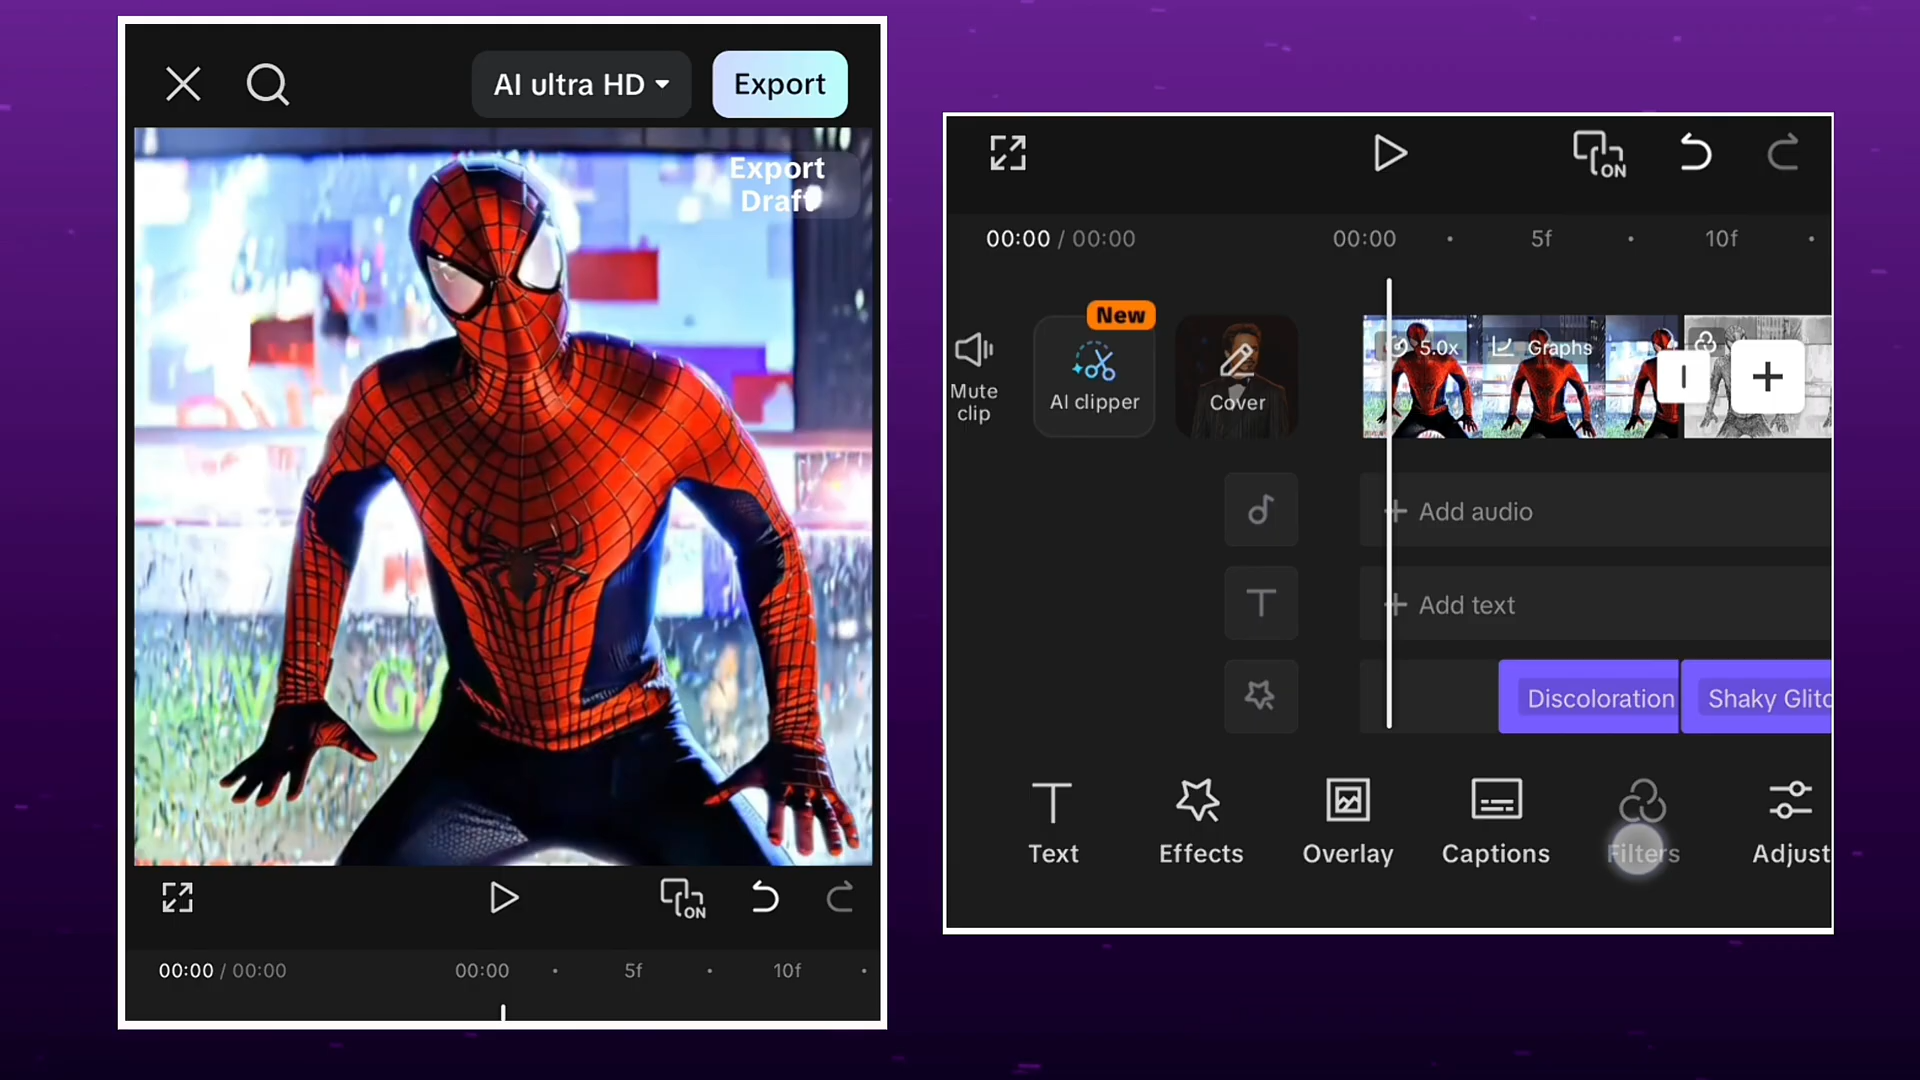 AI ultra HD
Export
Export
Draft
ON
00:00 / 00:00
00:00
5f
10f
ON
00:00 / 00:00
00:00
5f
10f
Mute
clip
New
AI clipper
Cover
5.0x
Graphs
Add audio
Add text
Discoloration
Shaky Glitc
Text
Effects
Overlay
Captions
Filters
Adjust